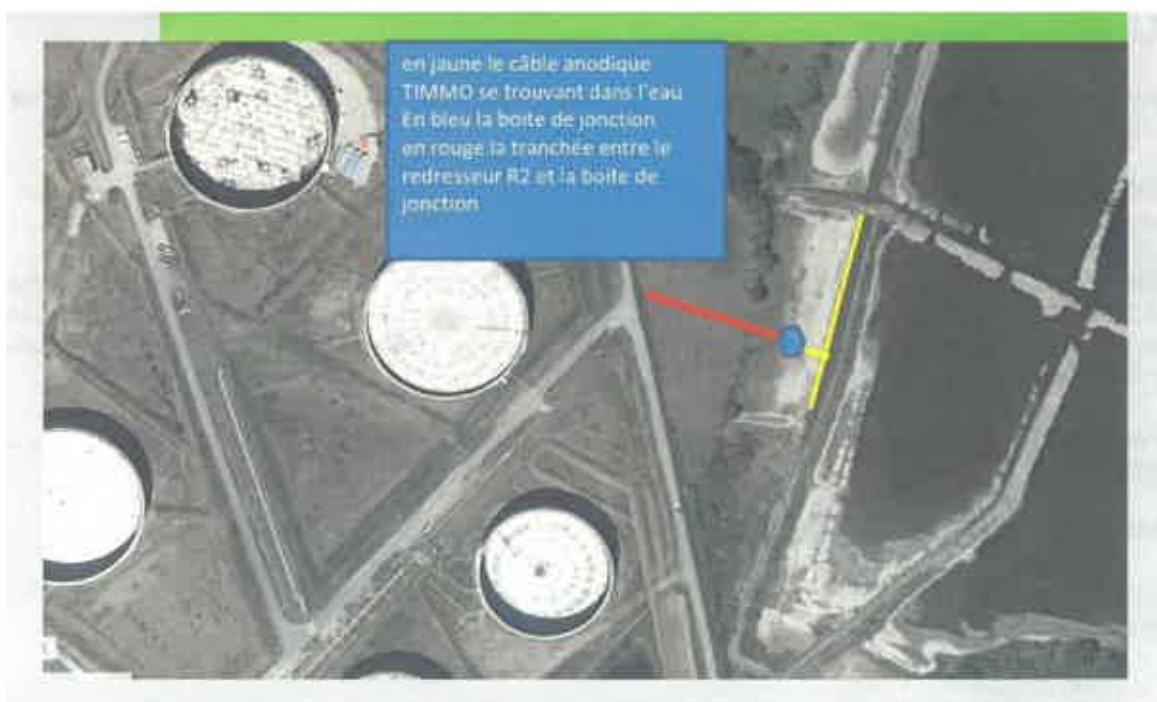 en jaune le câble anodique
TIMMO se trouvant dans l'eau
En bleu la boite de jonction
en rouge la tranchée entre le
redresseur R2 et la boite de
jonction